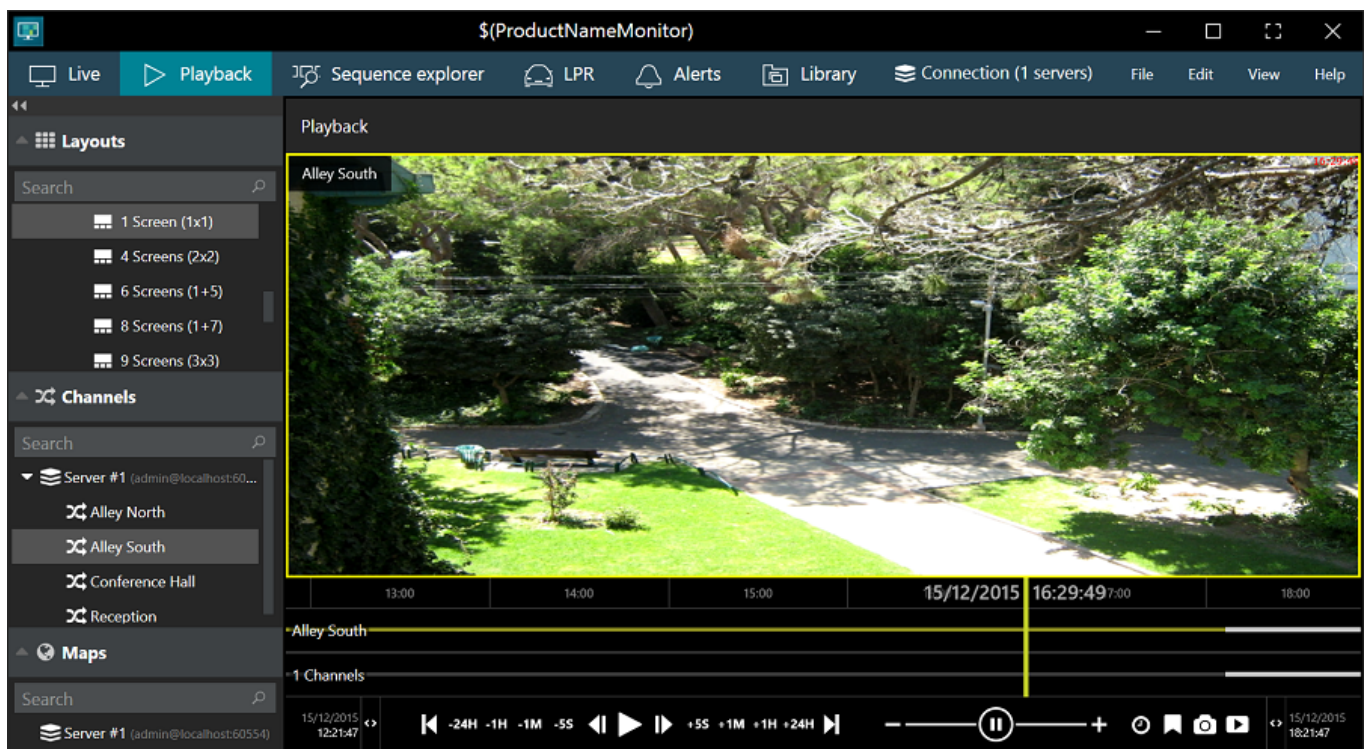 $(ProductNameMonitor)
Live
Playback
Sequence explorer
LPR
Alerts
Library
Connection (1 servers)
File
Edit
View
Help
Layouts
Search
1 Screen (1x1)
4 Screens (2x2)
6 Screens (1+5)
8 Screens (1+7)
9 Screens (3x3)
Channels
Search
Server #1 (admin@localhost:60...
Alley North
Alley South
Conference Hall
Reception
Maps
Search
Server #1 (admin@localhost:60554)
Playback
Alley South
13:00
14:00
15:00
15/12/2015 16:29:49
7:00
18:00
Alley South
1 Channels
15/12/2015
12:21:47
-24H -1H -1M -5S
+5S +1M +1H +24H
15/12/2015
18:21:47